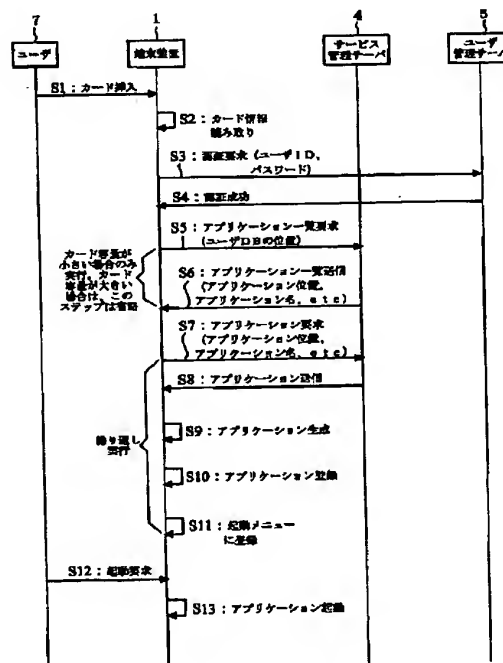 7
1
4
5
ユーザ
端末装置
サービス
管理サーバ
ユーザ
管理サーバ
S1：カード挿入
S2：カード情報
読み取り
S3：認証要求（ユーザID、
パスワード）
S4：認証成功
S5：アプリケーション一覧要求
（ユーザDBの位置）
カード容量が
小さい場合のみ
実行、カード
容量が大きい
場合は、この
ステップは省略
S6：アプリケーション一覧送信
（アプリケーション位置、
アプリケーション名、etc）
S7：アプリケーション要求
（アプリケーション位置、
アプリケーション名、etc）
S8：アプリケーション送信
繰り返し
実行
S9：アプリケーション生成
S10：アプリケーション登録
S11：起動メニュー
に登録
S12：起動要求
S13：アプリケーション起動